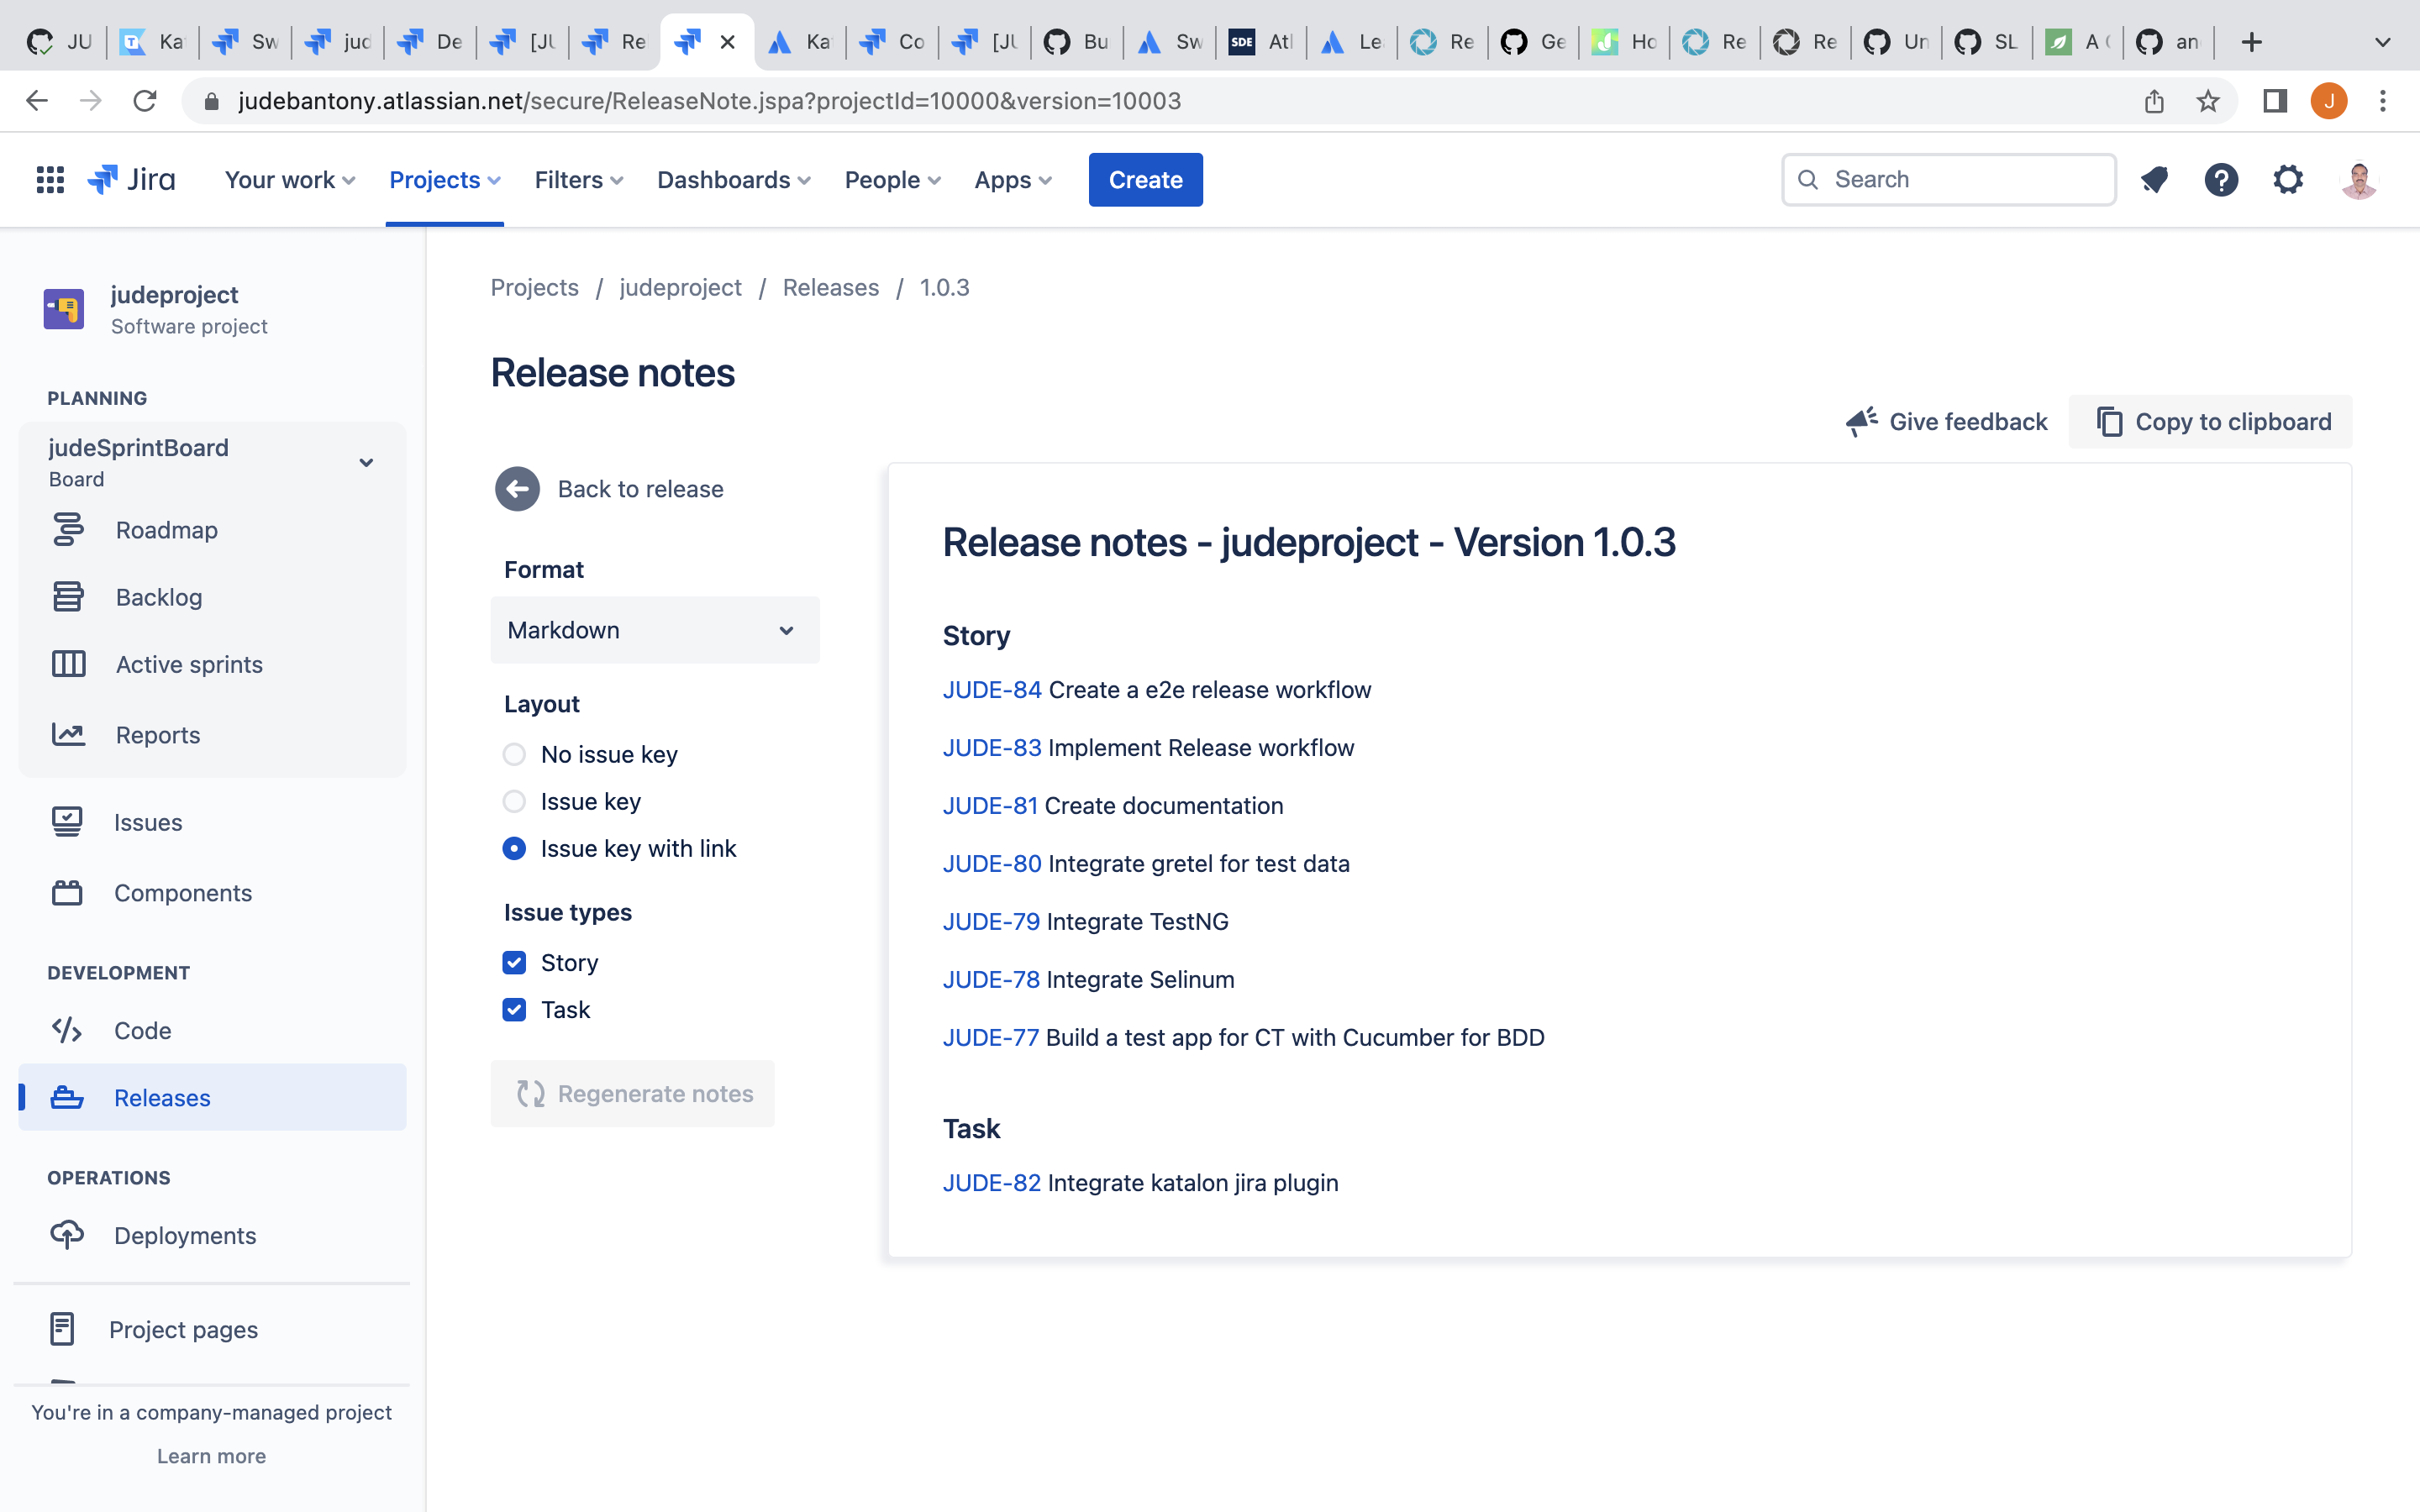 JU
Ka
Sw
jud
De
[JU
Re
Ka
Co
[JU
Bu
Sw
SDE
Atl
Le
Re
Ge
Ho
Re
Re
Un
SL
A
an
judebantony.atlassian.net/secure/ReleaseNote.jspa?projectId=10000&version=10003
J
Jira
Your work
Projects
Filters
Dashboards
People
Apps
Create
Search
judeproject
Software project
PLANNING
judeSprintBoard
Board
Roadmap
Backlog
Active sprints
Reports
Issues
Components
DEVELOPMENT
Code
Releases
OPERATIONS
Deployments
Project pages
You're in a company-managed project
Learn more
Projects / judeproject / Releases / 1.0.3
Release notes
Give feedback
Copy to clipboard
Back to release
Format
Markdown
Layout
No issue key
Issue key
Issue key with link
Issue types
Story
Task
Regenerate notes
Release notes - judeproject - Version 1.0.3
Story
JUDE-84 Create a e2e release workflow
JUDE-83 Implement Release workflow
JUDE-81 Create documentation
JUDE-80 Integrate gretel for test data
JUDE-79 Integrate TestNG
JUDE-78 Integrate Selinum
JUDE-77 Build a test app for CT with Cucumber for BDD
Task
JUDE-82 Integrate katalon jira plugin